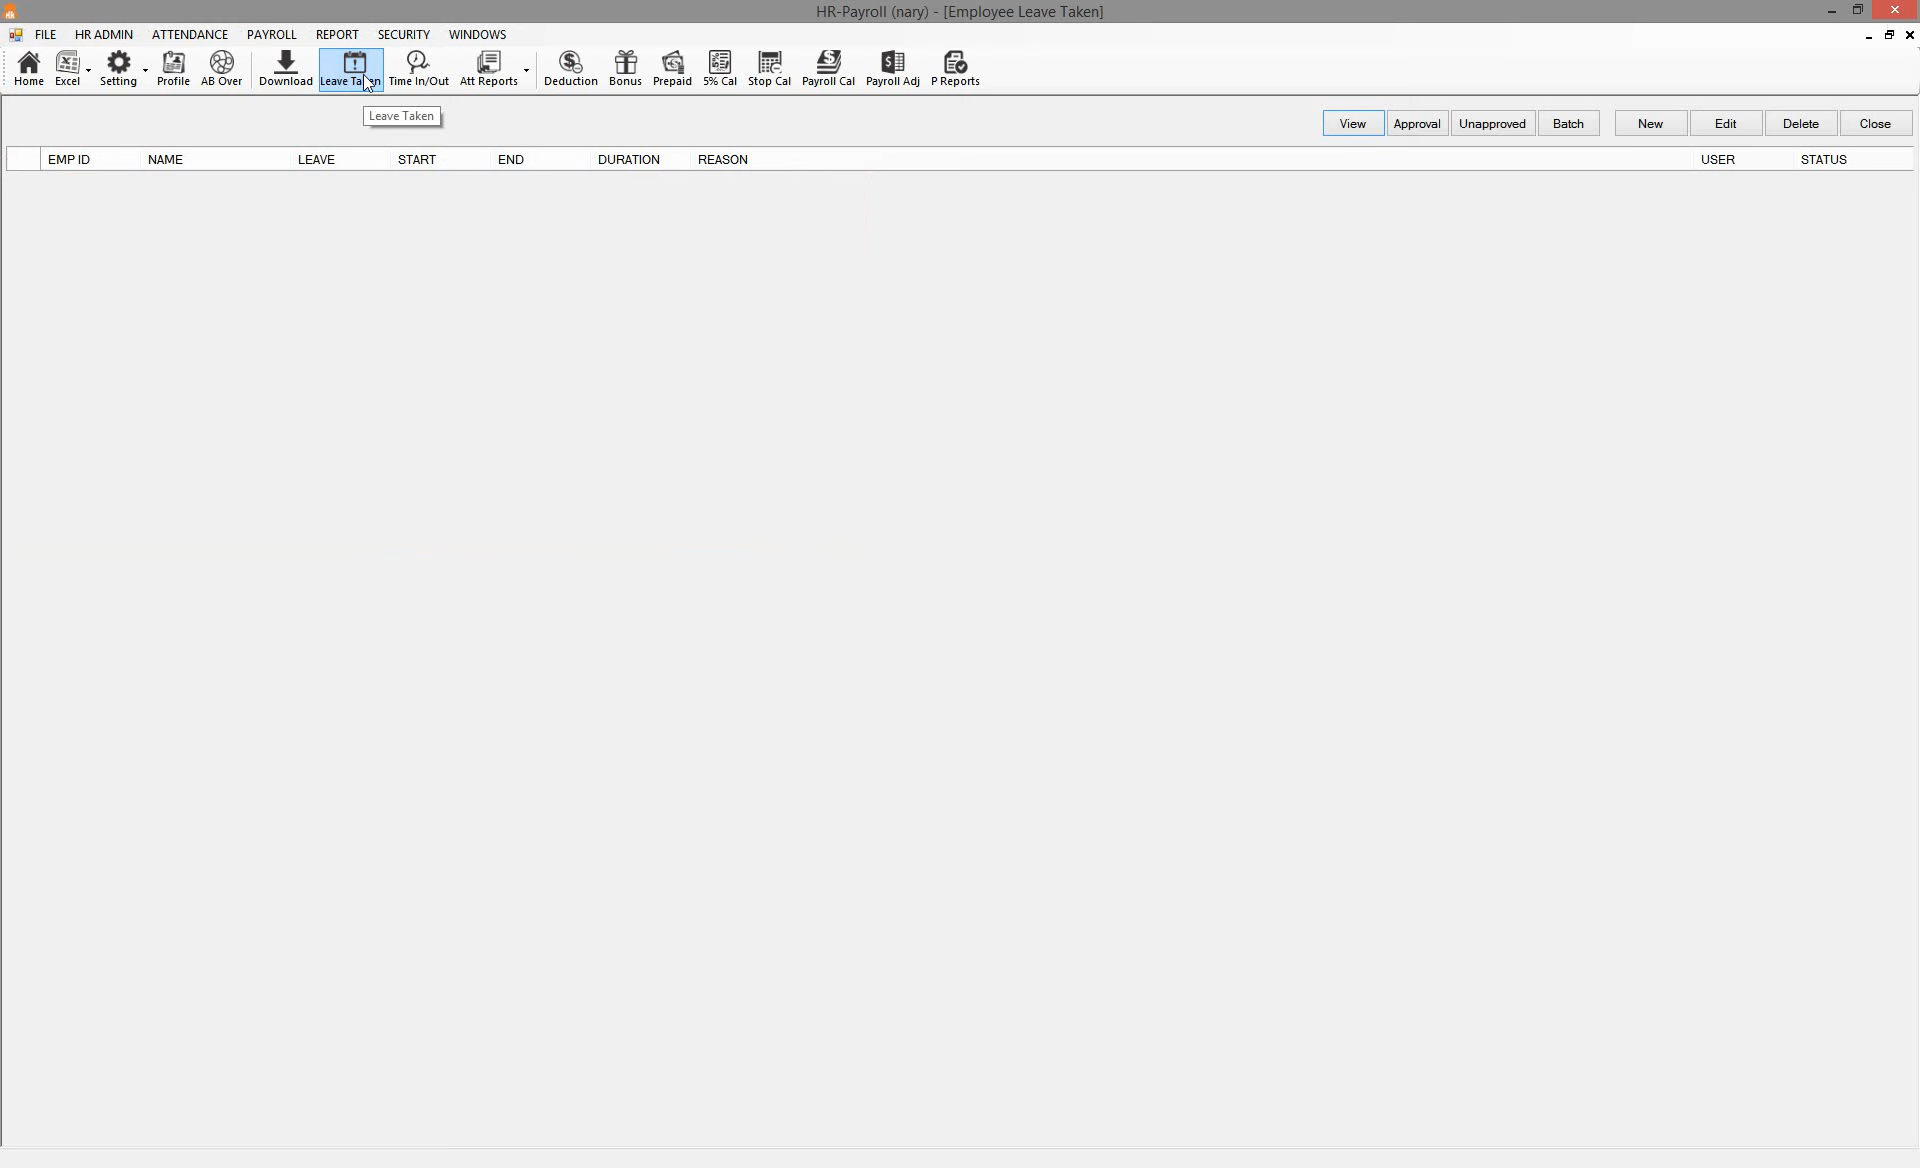 HR-Payroll (nary) - [Employee Leave Taken]
FILE HR ADMIN ATTENDANCE PAYROLL REPORT SECURITY WINDOWS
Home Excel Setting Profile AB Over Download Leave Taken Time In/Out Att Reports Deduction Bonus Prepaid 5% Cal Stop Cal Payroll Cal Payroll Adj P Reports
Leave Taken
View Approval Unapproved Batch New Edit Delete Close
EMP ID NAME LEAVE START END DURATION REASON USER STATUS